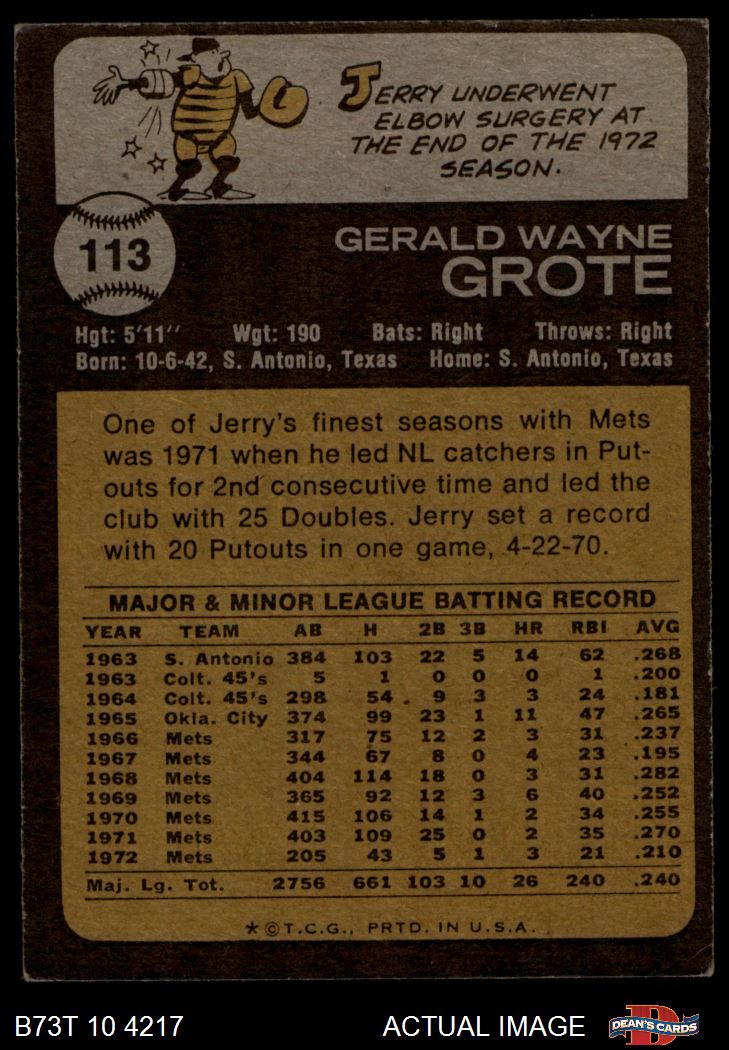 JERRY UNDERWENT
ELBOW SURGERY AT
THE END OF THE 1972
SEASON.
113
GERALD WAYNE
GROTE
Hgt: 5'11" Wgt: 190 Bats: Right Throws: Right
Born: 10-6-42, S. Antonio, Texas Home: S. Antonio, Texas
One of Jerry's finest seasons with Mets
was 1971 when he led NL catchers in Put-
outs for 2nd consecutive time and led the
club with 25 Doubles. Jerry set a record
with 20 Putouts in one game, 4-22-70.
MAJOR & MINOR LEAGUE BATTING RECORD
YEAR TEAM AB H 2B 3B HR RBI AVG
1963 S. Antonio 384 103 22 5 14 62 .268
1963 Colt. 45's 5 1 0 0 0 1 .200
1964 Colt. 45's 298 54 9 3 3 24 .181
1965 Okla. City 374 99 23 1 11 47 .265
1966 Mets 317 75 12 2 3 31 .237
1967 Mets 344 67 8 0 4 23 .195
1968 Mets 404 114 18 0 3 31 .282
1969 Mets 365 92 12 3 6 40 .252
1970 Mets 415 106 14 1 2 34 .255
1971 Mets 403 109 25 0 2 35 .270
1972 Mets 205 43 5 1 3 21 .210
Maj. Lg. Tot. 2756 661 103 10 26 240 .240
*©T.C.G., PRTD. IN U.S.A.
B73T 10 4217 ACTUAL IMAGE DEAN'S CARDS